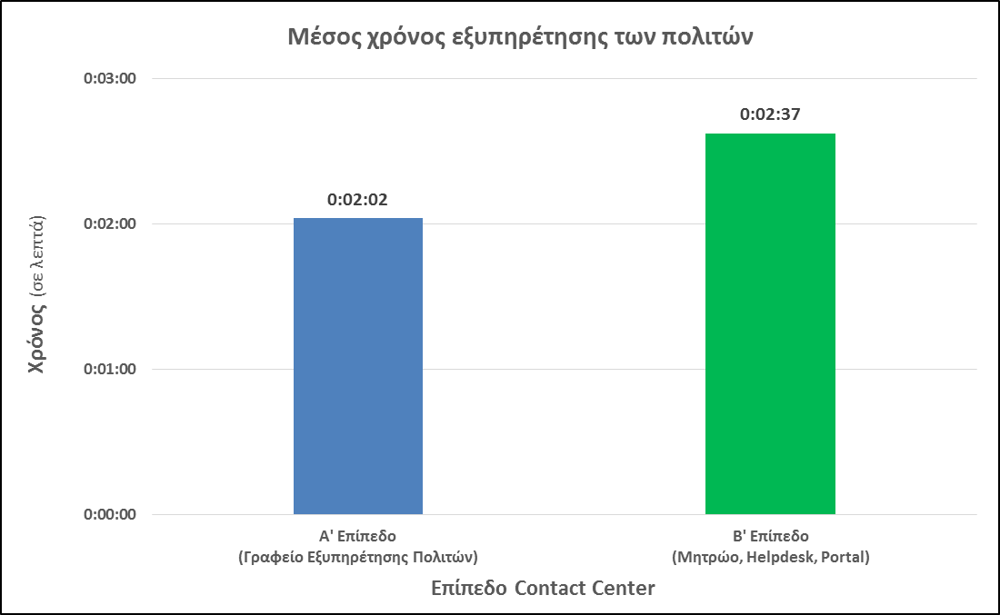 Μέσος χρόνος εξυπηρέτησης των πολιτών
0:03:00
0:02:37
0:02:02
0:02:00
Χρόνος (σε λεπτά)
0:01:00
0:00:00
Α' Επίπεδο
(Γραφείο Εξυπηρέτησης Πολιτών)
Β' Επίπεδο
(Μητρώο, Helpdesk, Portal)
Επίπεδο Contact Center